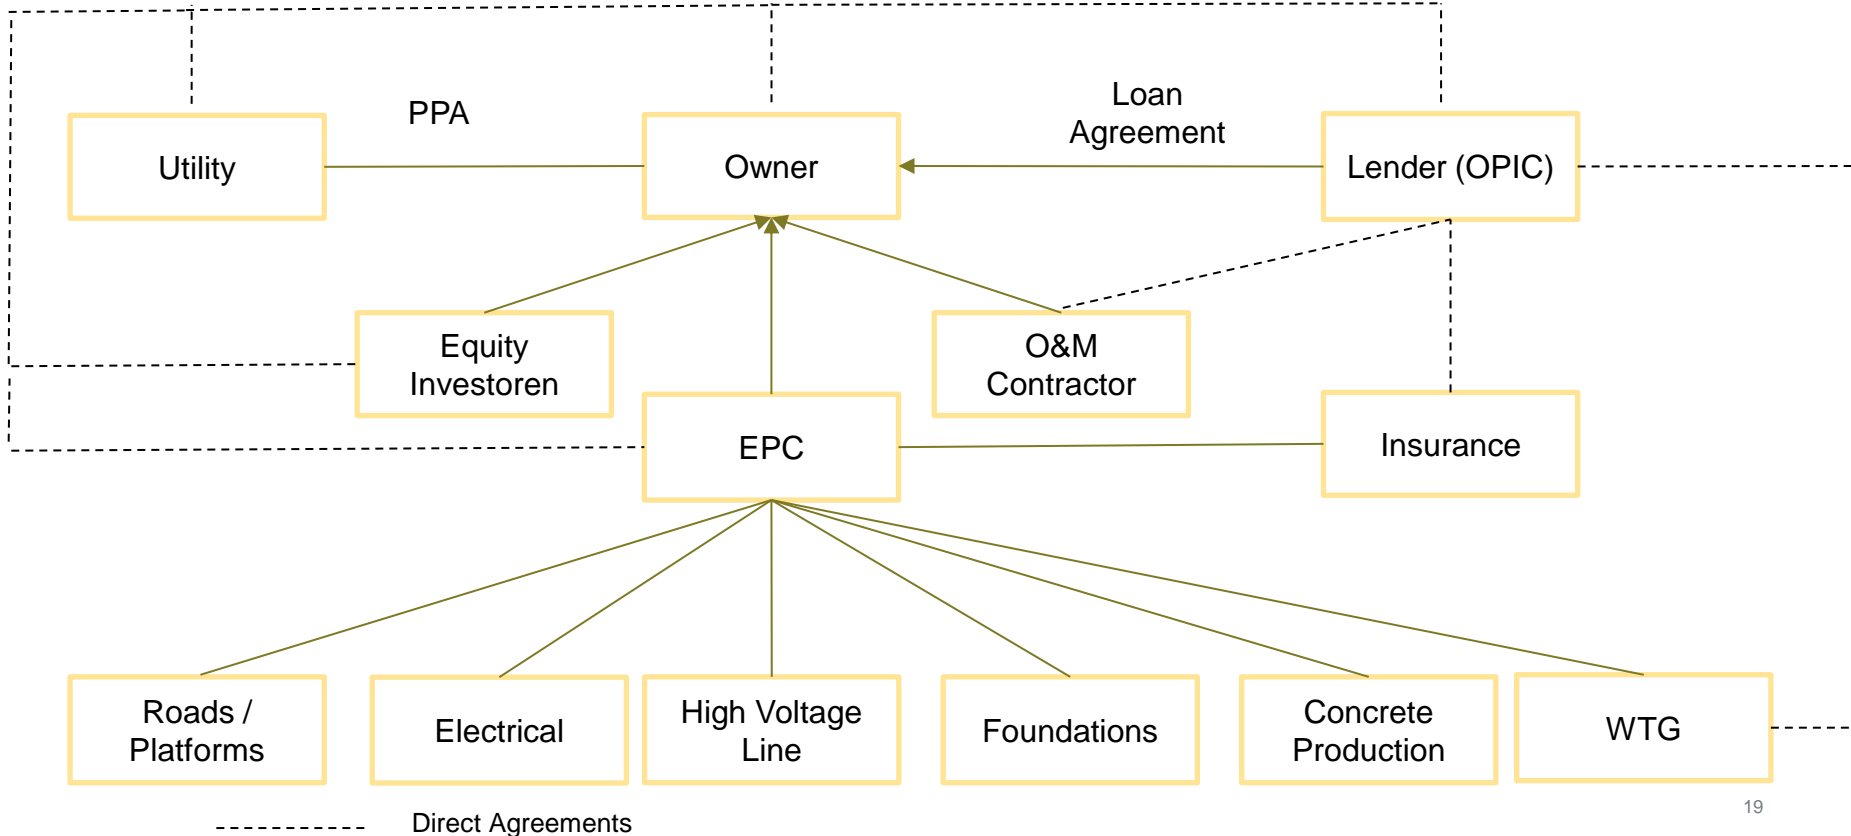 PPA
Loan
Agreement
Utility
Owner
Lender (OPIC)
Equity
Investoren
O&M
Contractor
EPC
Insurance
Roads /
Platforms
Electrical
High Voltage
Line
Foundations
Concrete
Production
WTG
19
Direct Agreements